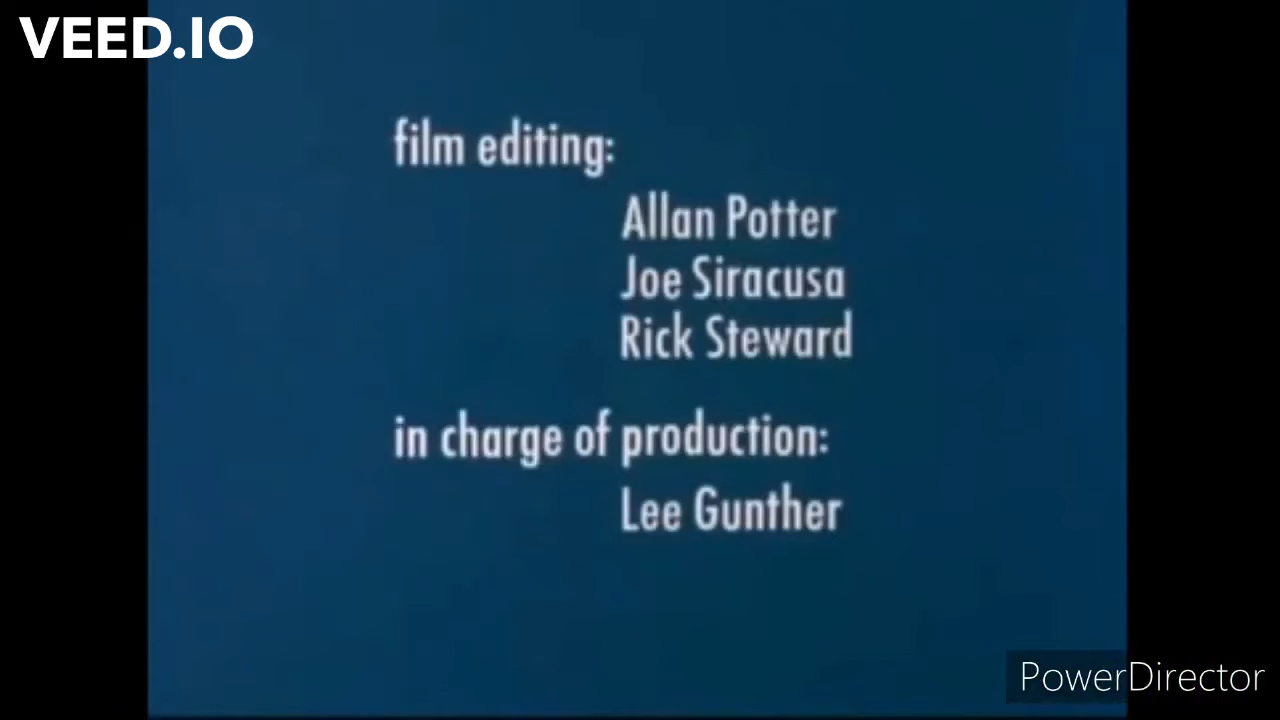 VEED.IO
film editing:
Allan Potter
Joe Siracusa
Rick Steward
in charge of production:
Lee Gunther
PowerDirector